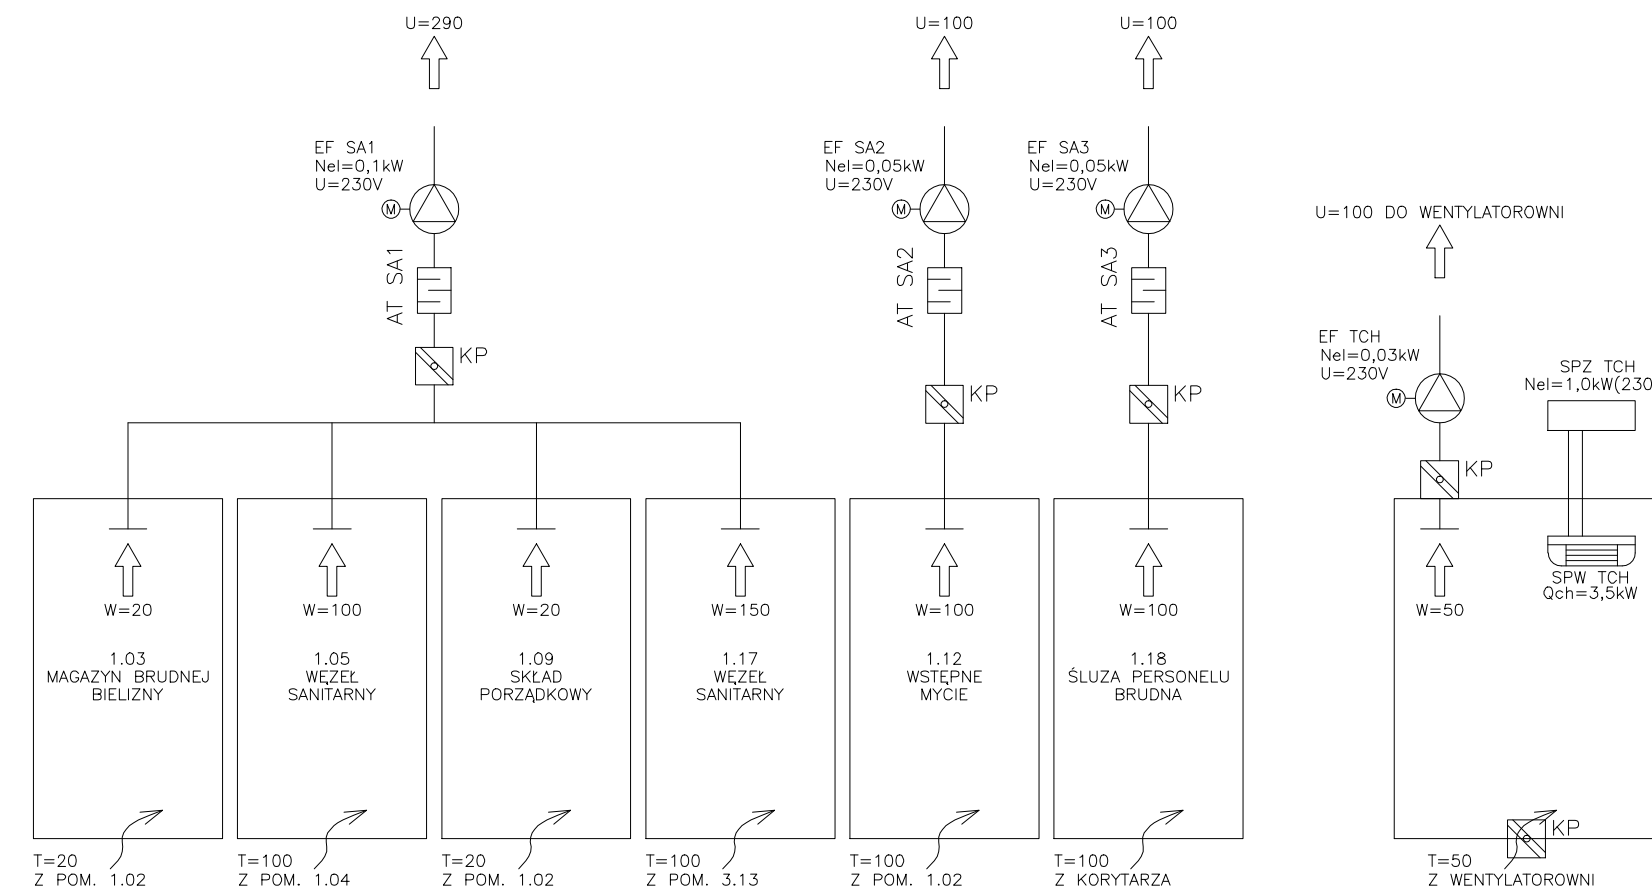 U=290
U=100
U=100
EF SA1
Nel=0,1kW
U=230V
M
AT SA1
KP
EF SA2
Nel=0,05kW
U=230V
M
AT SA2
KP
EF SA3
Nel=0,05kW
U=230V
M
AT SA3
KP
U=100 DO WENTYLATOROWNI
EF TCH
Nel=0,03kW
U=230V
M
KP
SPZ TCH
Nel=1,0kW(230
SPW TCH
Qch=3,5kW
W=20
1.03
MAGAZYN BRUDNEJ
BIELIZNY
W=100
1.05
WĘZEŁ
SANITARNY
W=20
1.09
SKŁAD
PORZĄDKOWY
W=150
1.17
WĘZEŁ
SANITARNY
W=100
1.12
WSTĘPNE
MYCIE
W=100
1.18
ŚLUZA PERSONELU
BRUDNA
W=50
T=20
Z POM. 1.02
T=100
Z POM. 1.04
T=20
Z POM. 1.02
T=100
Z POM. 3.13
T=100
Z POM. 1.02
T=100
Z KORYTARZA
KP
T=50
Z WENTYLATOROWNI